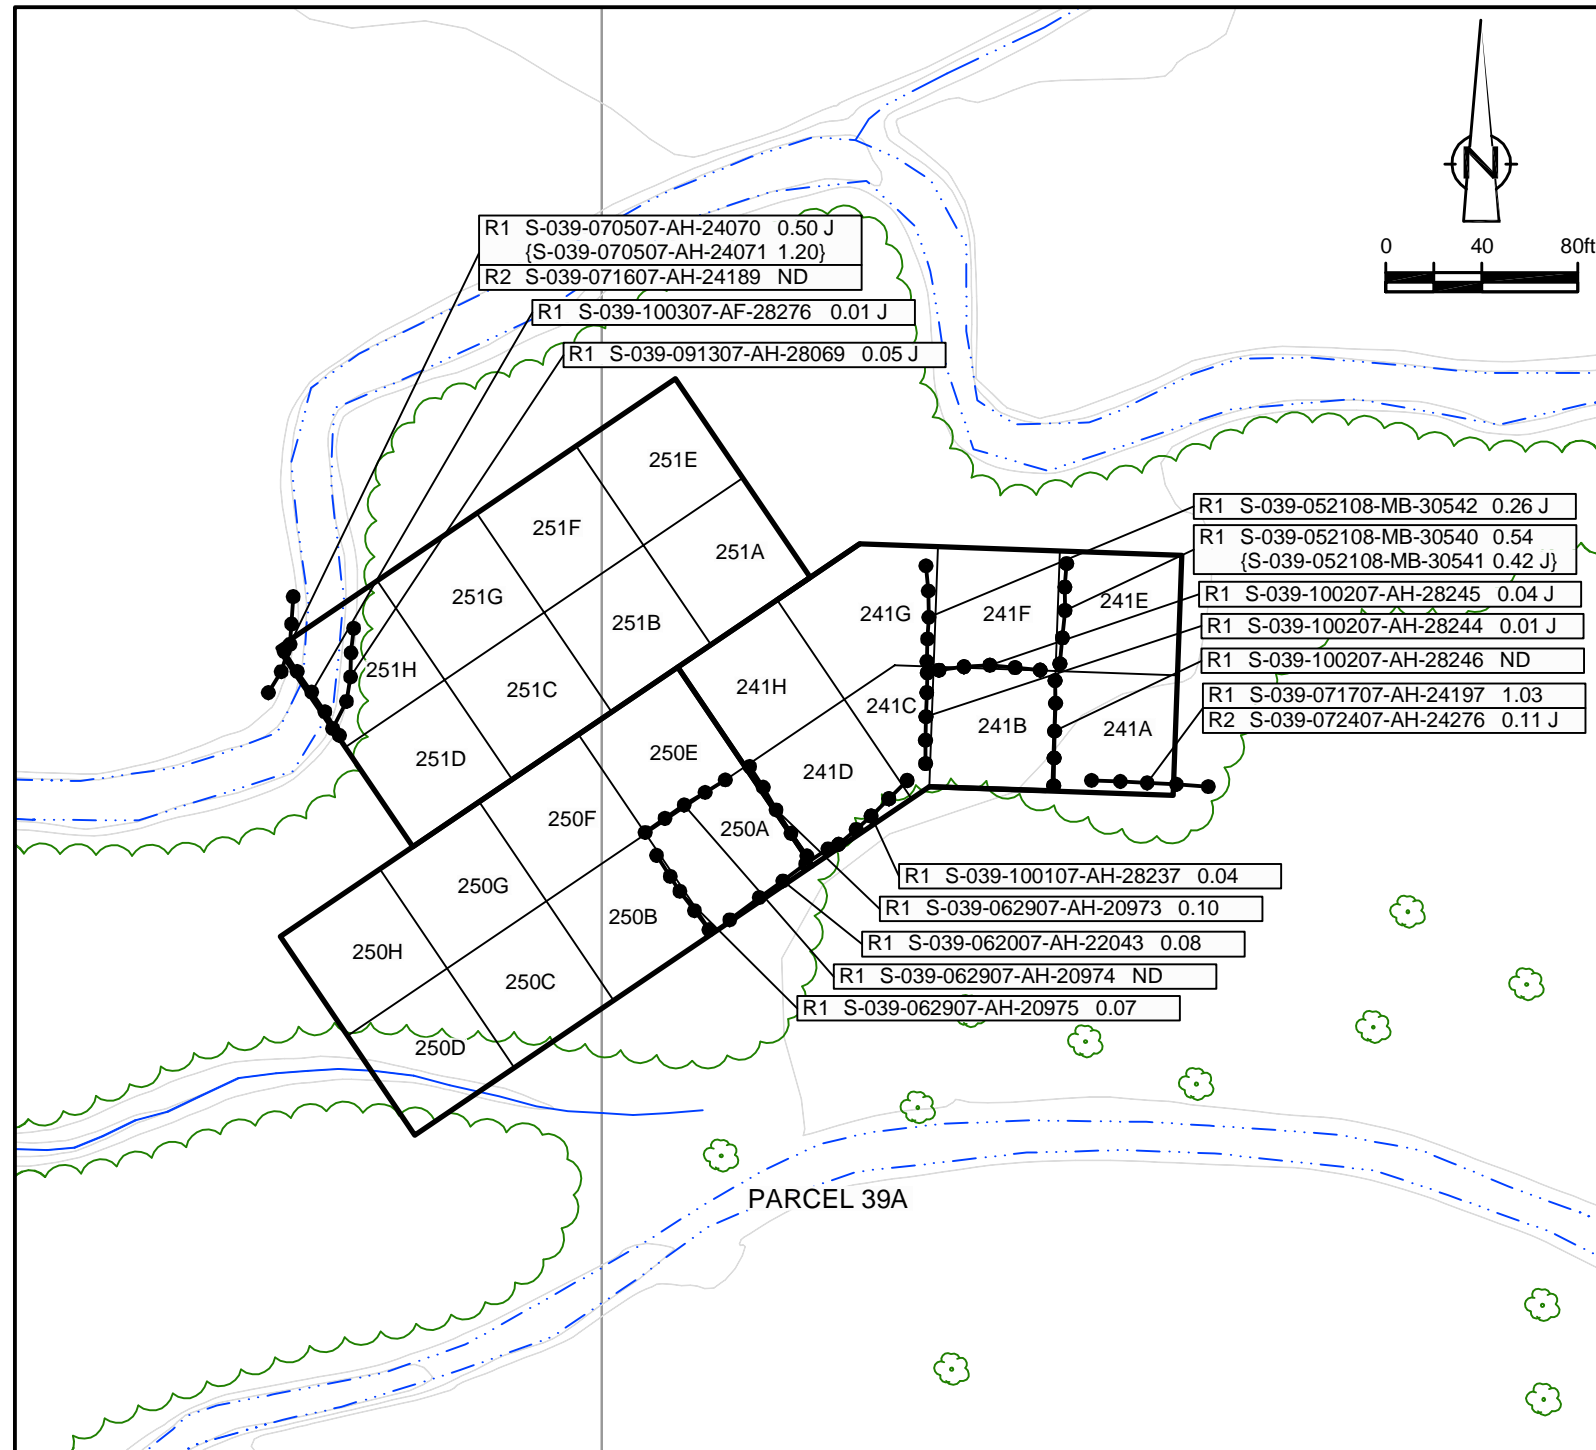 N
0 40 80ft
R1 S-039-070507-AH-24070 0.50 J
{S-039-070507-AH-24071 1.20}
R2 S-039-071607-AH-24189 ND
R1 S-039-100307-AF-28276 0.01 J
R1 S-039-091307-AH-28069 0.05 J
251E
251F
251A
251G
251B
251H
251C
251D
R1 S-039-052108-MB-30542 0.26 J
R1 S-039-052108-MB-30540 0.54
{S-039-052108-MB-30541 0.42 J}
R1 S-039-100207-AH-28245 0.04 J
R1 S-039-100207-AH-28244 0.01 J
R1 S-039-100207-AH-28246 ND
R1 S-039-071707-AH-24197 1.03
R2 S-039-072407-AH-24276 0.11 J
241G
241F
241E
241H
241C
241B
241A
241D
250E
250F
250A
250G
250B
250H
250C
250D
R1 S-039-100107-AH-28237 0.04
R1 S-039-062907-AH-20973 0.10
R1 S-039-062007-AH-22043 0.08
R1 S-039-062907-AH-20974 ND
R1 S-039-062907-AH-20975 0.07
PARCEL 39A